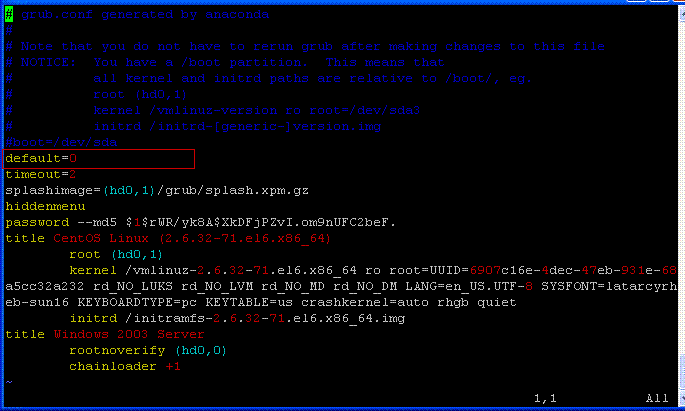 # grub.conf generated by anaconda
#
# Note that you do not have to rerun grub after making changes to this file
# NOTICE:  You have a /boot partition.  This means that
#          all kernel and initrd paths are relative to /boot/, eg.
#          root (hd0,1)
#          kernel /vmlinuz-version ro root=/dev/sda3
#          initrd /initrd-[generic-]version.img
#boot=/dev/sda
default=0
timeout=2
splashimage=(hd0,1)/grub/splash.xpm.gz
hiddenmenu
password --md5 $1$rWR/yk8A$XkDFjPZvI.om9nUFC2beF.
title CentOS Linux (2.6.32-71.el6.x86_64)
        root (hd0,1)
        kernel /vmlinuz-2.6.32-71.el6.x86_64 ro root=UUID=6907c16e-4dec-47eb-931e-68
a5cc32a232 rd_NO_LUKS rd_NO_LVM rd_NO_MD rd_NO_DM LANG=en_US.UTF-8 SYSFONT=latarcyrh
eb-sun16 KEYBOARDTYPE=pc KEYTABLE=us crashkernel=auto rhgb quiet
        initrd /initramfs-2.6.32-71.el6.x86_64.img
title Windows 2003 Server
        rootnoverify (hd0,0)
        chainloader +1
~
1,1 All